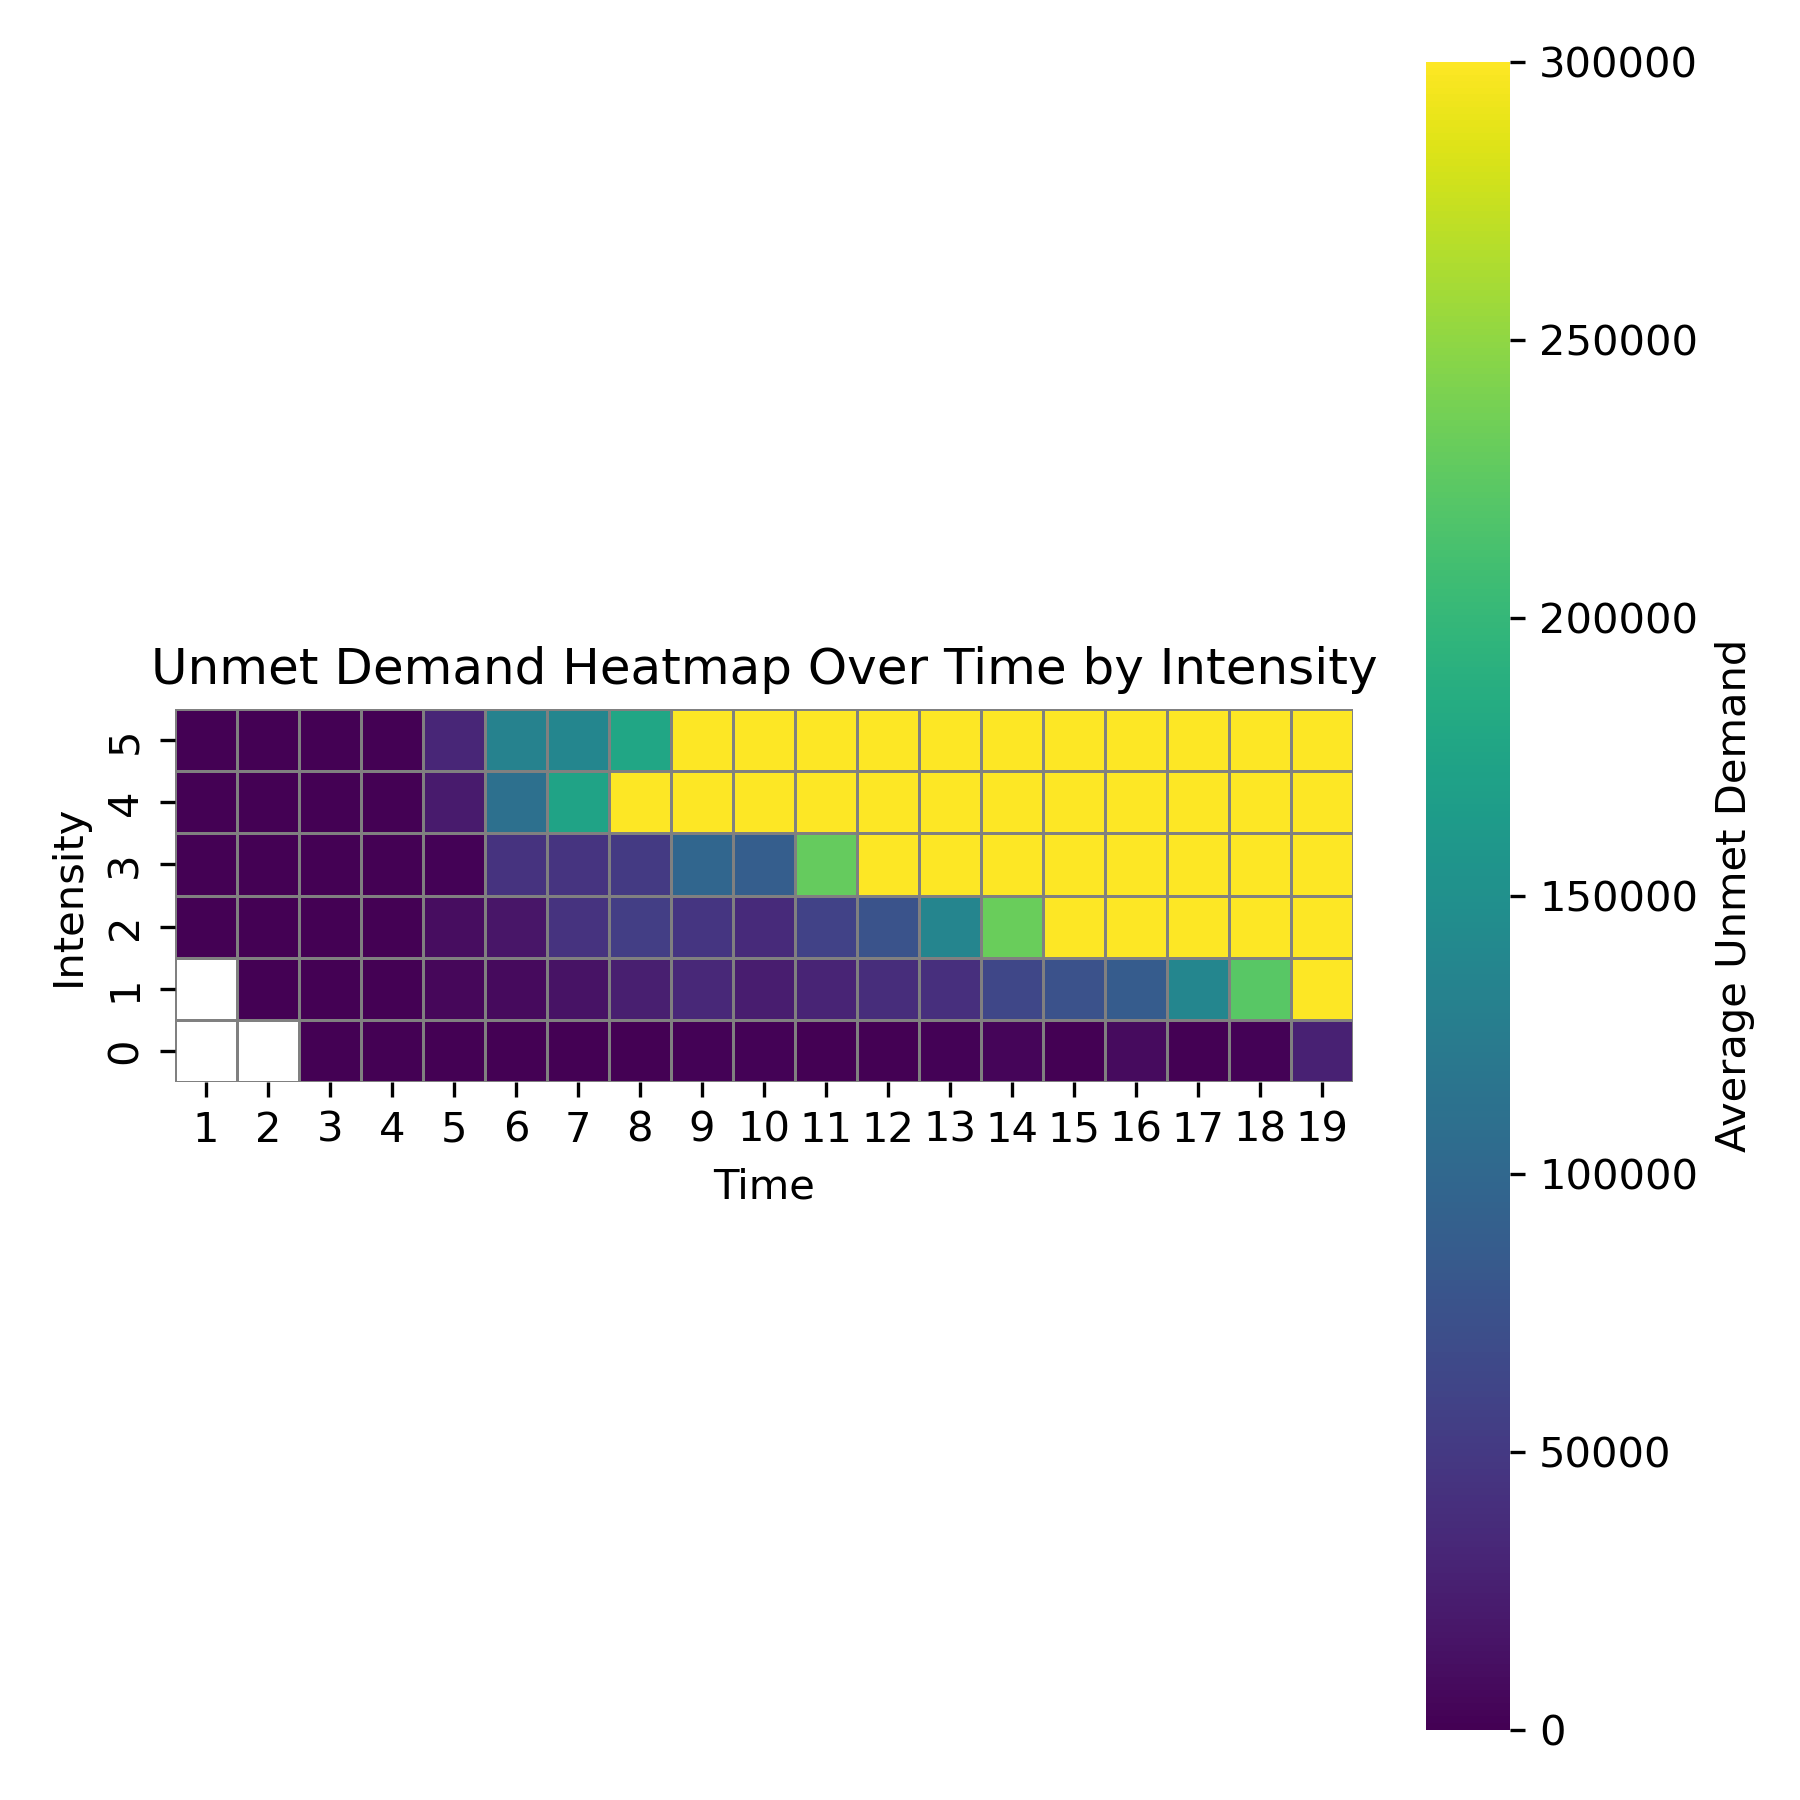 Unmet Demand Heatmap Over Time by Intensity
Intensity
5
4
3
2
1
0
1 2 3 4 5 6 7 8 9 10 11 12 13 14 15 16 17 18 19
Time
300000
250000
200000
150000
100000
50000
0
Average Unmet Demand